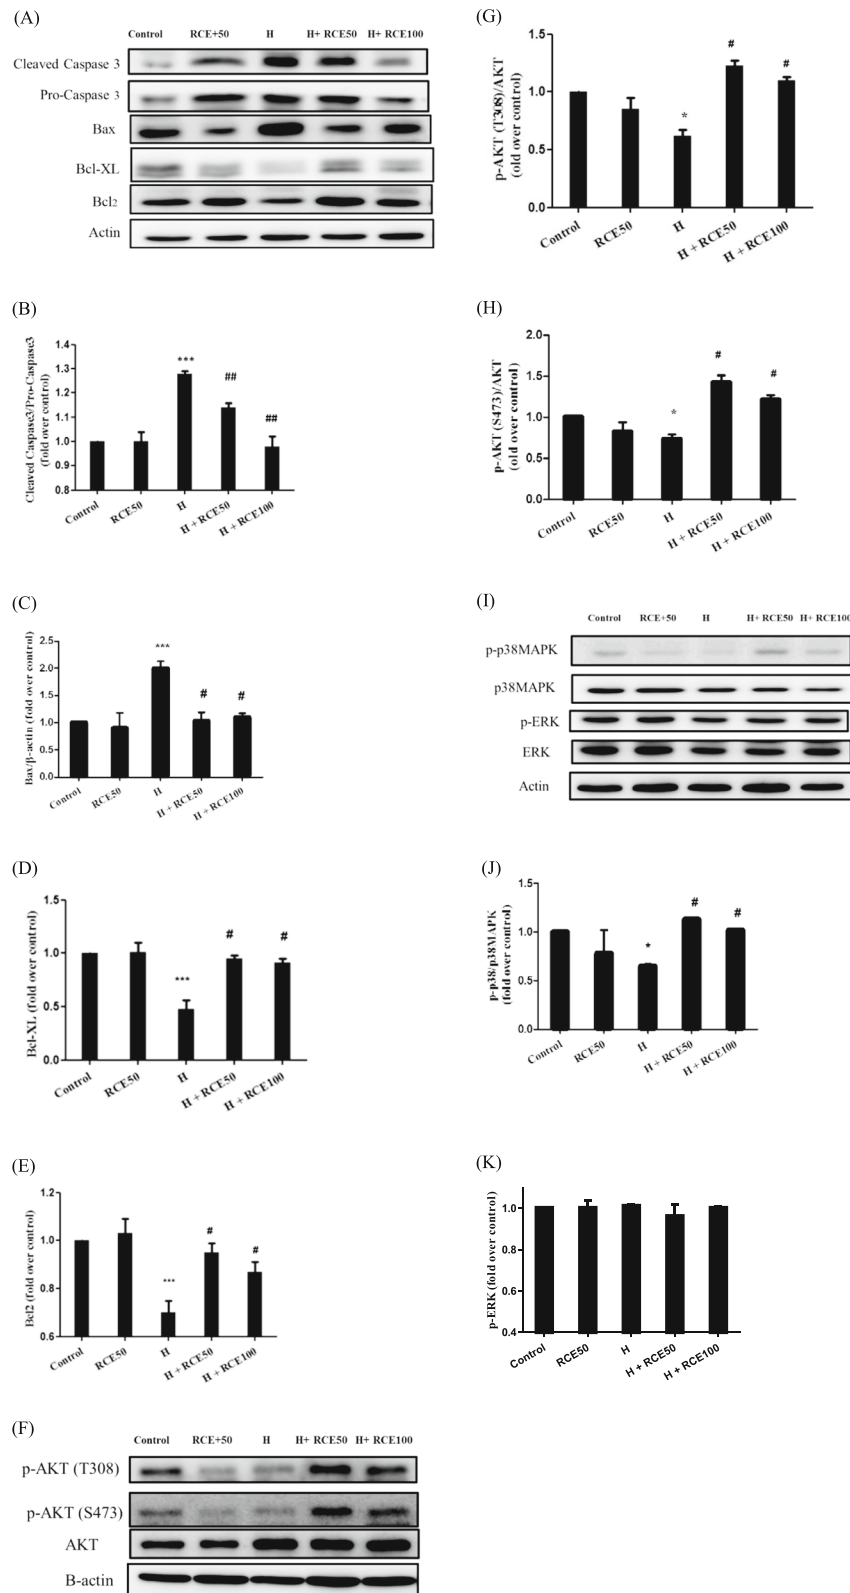 (A)
Control RCE+50 H H+ RCE50 H+ RCE100
Cleaved Caspase 3
Pro-Caspase 3
Bax
Bcl-XL
Bcl2
Actin
(B)
Cleaved Caspase3/Pro-Caspase3
(fold over control)
1.4
1.3
1.2
1.1
1.0
0.9
0.8
***
##
##
Control
RCE50
H
H + RCE50
H + RCE100
(C)
Bax/β-actin (fold over control)
2.5
2.0
1.5
1.0
0.5
0.0
***
#
#
Control
RCE50
H
H + RCE50
H + RCE100
(D)
Bcl-XL (fold over control)
1.5
1.0
0.5
0.0
***
#
#
Control
RCE50
H
H + RCE50
H + RCE100
(E)
Bcl2 (fold over control)
1.2
1.0
0.8
0.6
***
#
#
Control
RCE50
H
H + RCE50
H + RCE100
(F)
Control RCE+50 H H+ RCE50 H+ RCE100
p-AKT (T308)
p-AKT (S473)
AKT
B-actin
(G)
p-AKT (T308)/AKT
(old over control)
1.5
1.0
0.5
0.0
*
#
#
Control
RCE50
H
H + RCE50
H + RCE100
(H)
p-AKT (S473)/AKT
(old over control)
2.0
1.5
1.0
0.5
0.0
*
#
#
Control
RCE50
H
H + RCE50
H + RCE100
(I)
Control RCE+50 H H+ RCE50 H+ RCE100
p-p38MAPK
p38MAPK
p-ERK
ERK
Actin
(J)
p-p38/p38MAPK
(fold over control)
1.5
1.0
0.5
0.0
*
#
#
Control
RCE50
H
H + RCE50
H + RCE100
(K)
p-ERK (fold over control)
1.0
0.8
0.6
0.4
Control
RCE50
H
H + RCE50
H + RCE100